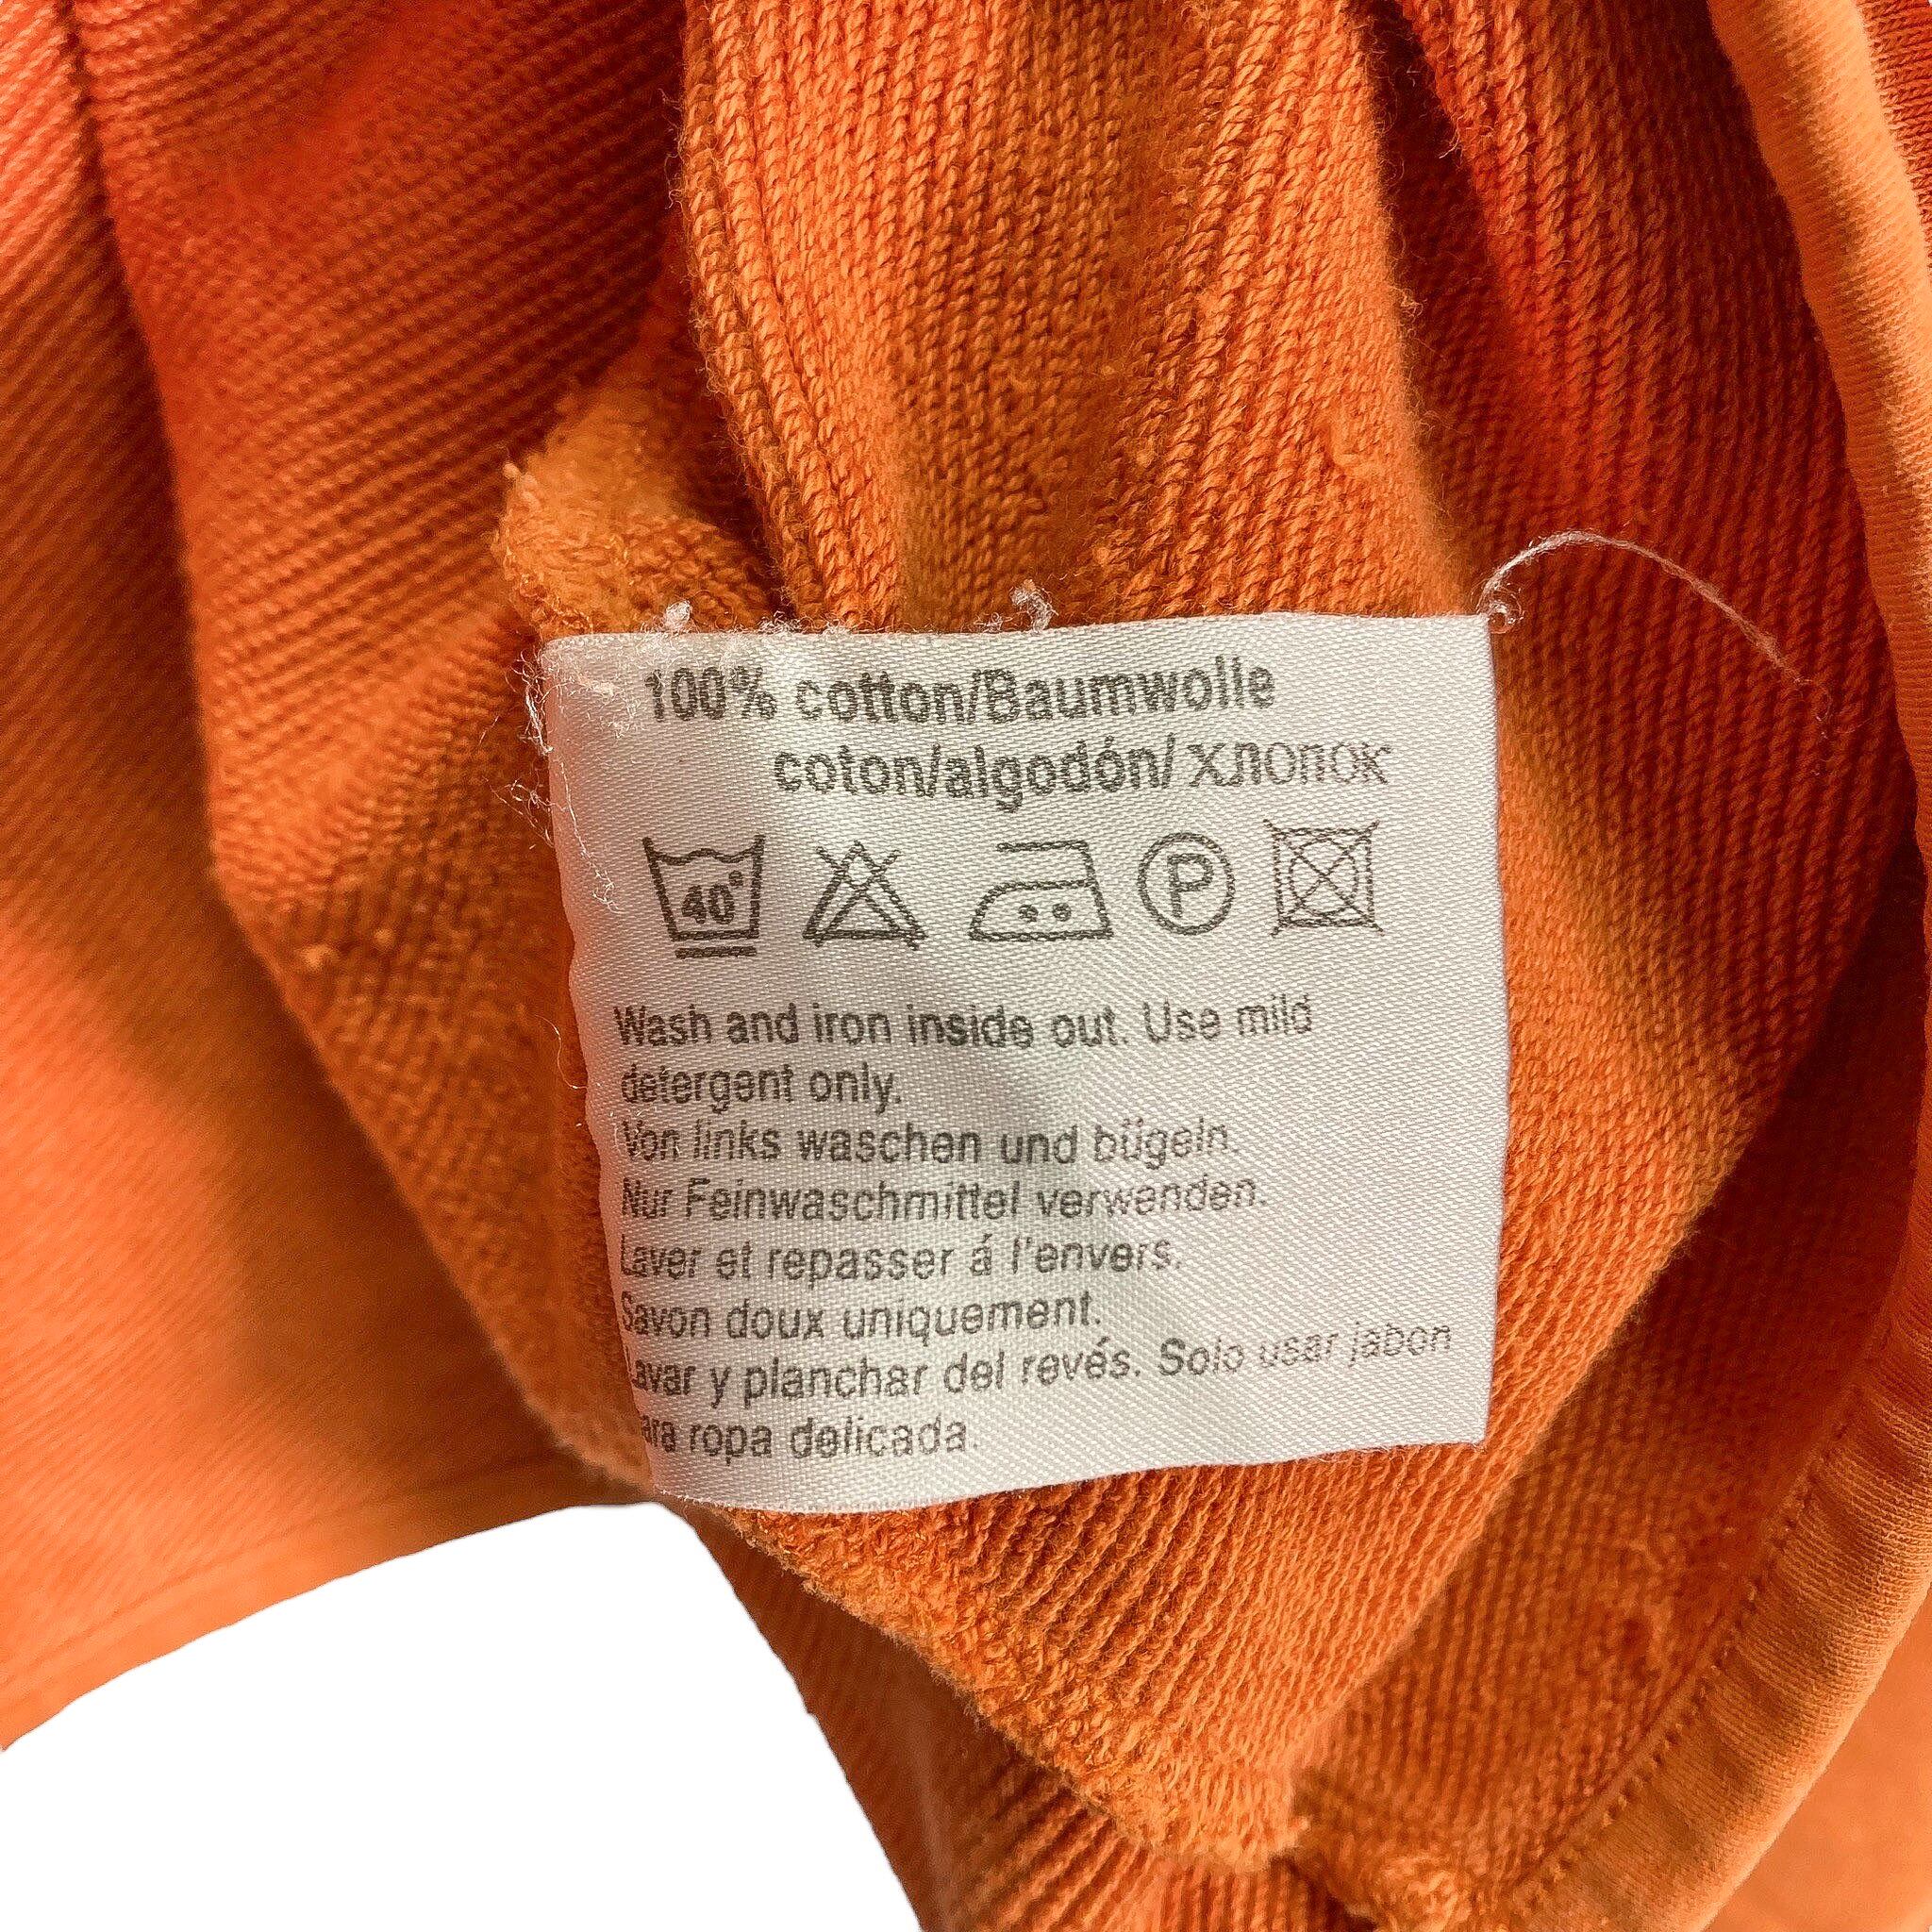 100% cotton/Baumwolle
coton/algodón/хлопок
40°
P
Wash and iron inside out. Use mild
detergent only.
Von links waschen und bügeln.
Nur Feinwaschmittel verwenden.
Laver et repasser á l'envers.
Savon doux uniquement.
Lavar y planchar del revés. Solo usar jabon
para ropa delicada.